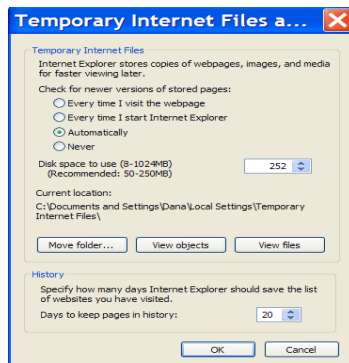 Temporary Internet Files a...
Temporary Internet Files
Internet Explorer stores copies of webpages, images, and media
for faster viewing later.
Check for newer versions of stored pages:
Every time I visit the webpage
Every time I start Internet Explorer
Automatically
Never
Disk space to use (8-1024MB)
(Recommended: 50-250MB)
252
Current location:
C:\Documents and Settings\Dana\Local Settings\Temporary
Internet Files\
Move folder... View objects View files
History
Specify how many days Internet Explorer should save the list
of websites you have visited.
Days to keep pages in history: 20
OK Cancel